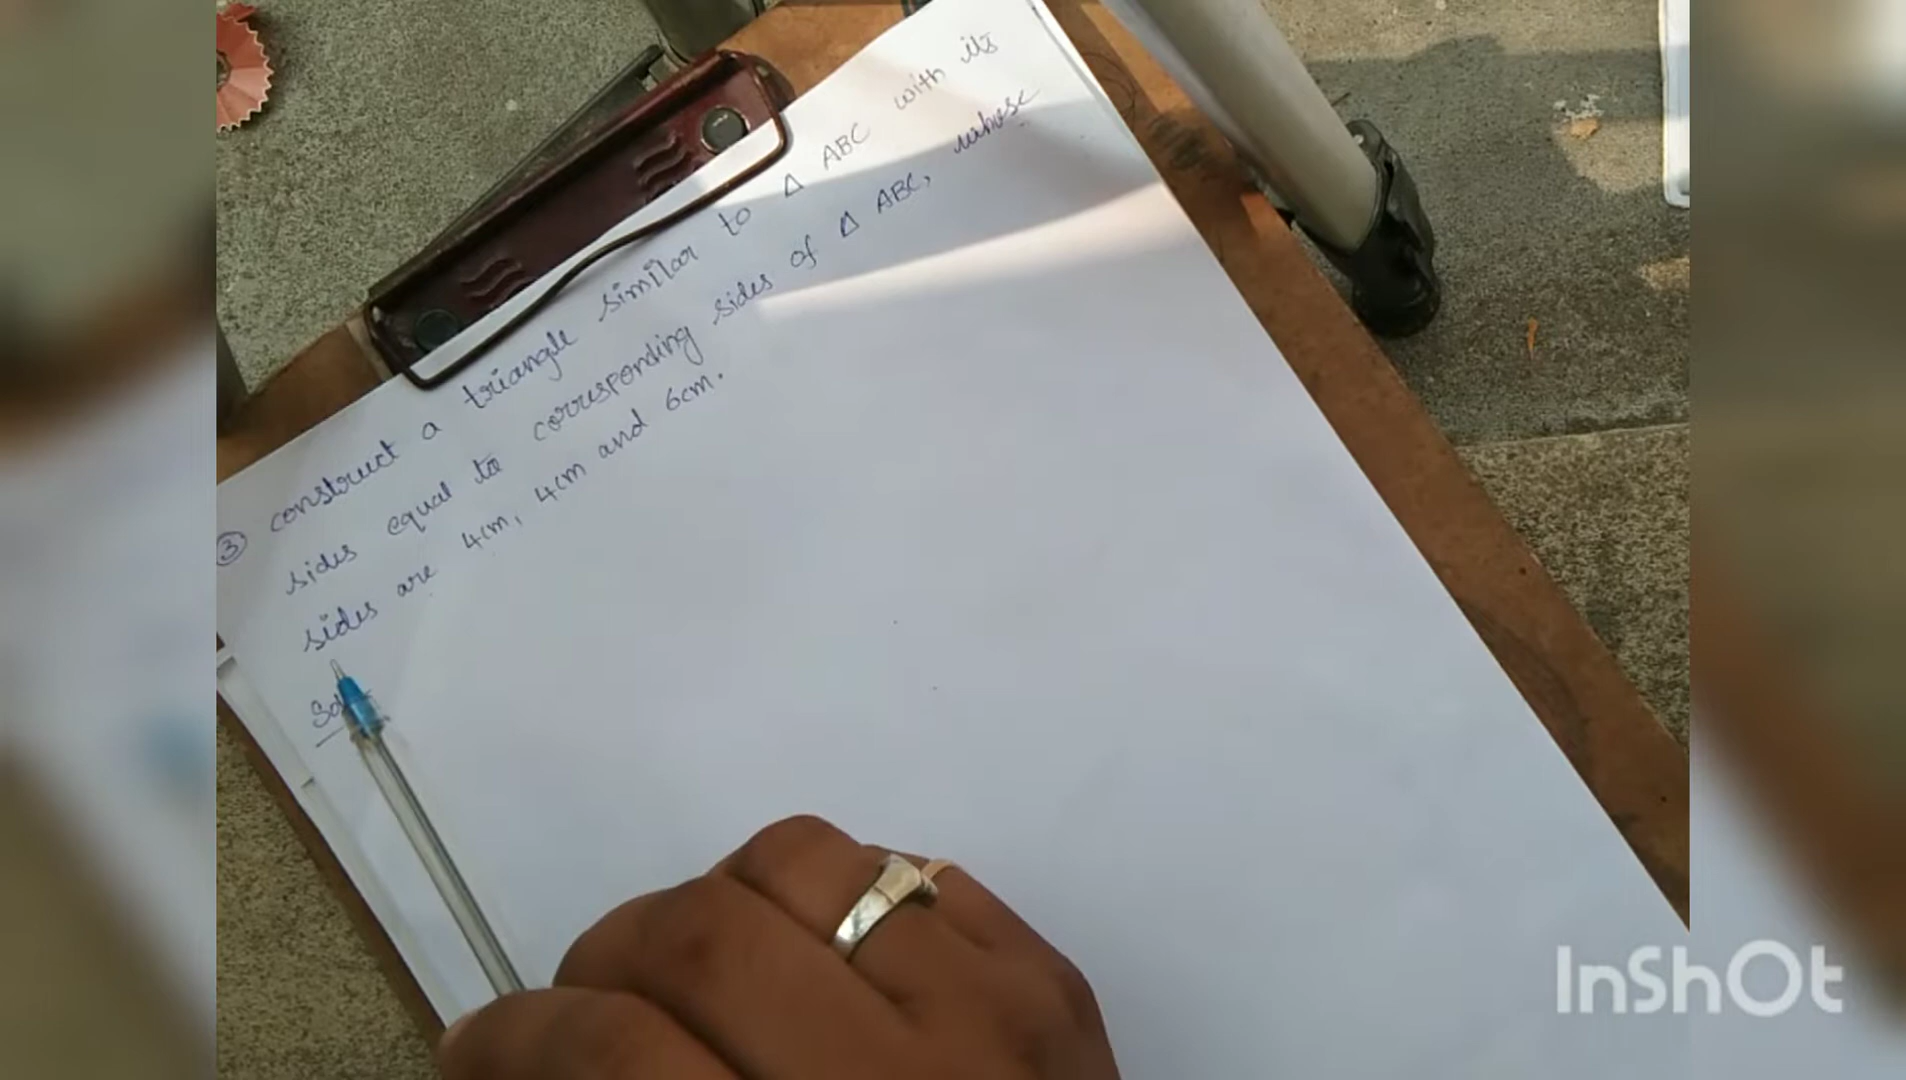 ③ construct a triangle similar to Δ ABC with its
sides equal to corresponding sides of Δ ABC, whose
sides are 4cm, 4cm and 6cm.
InShOt